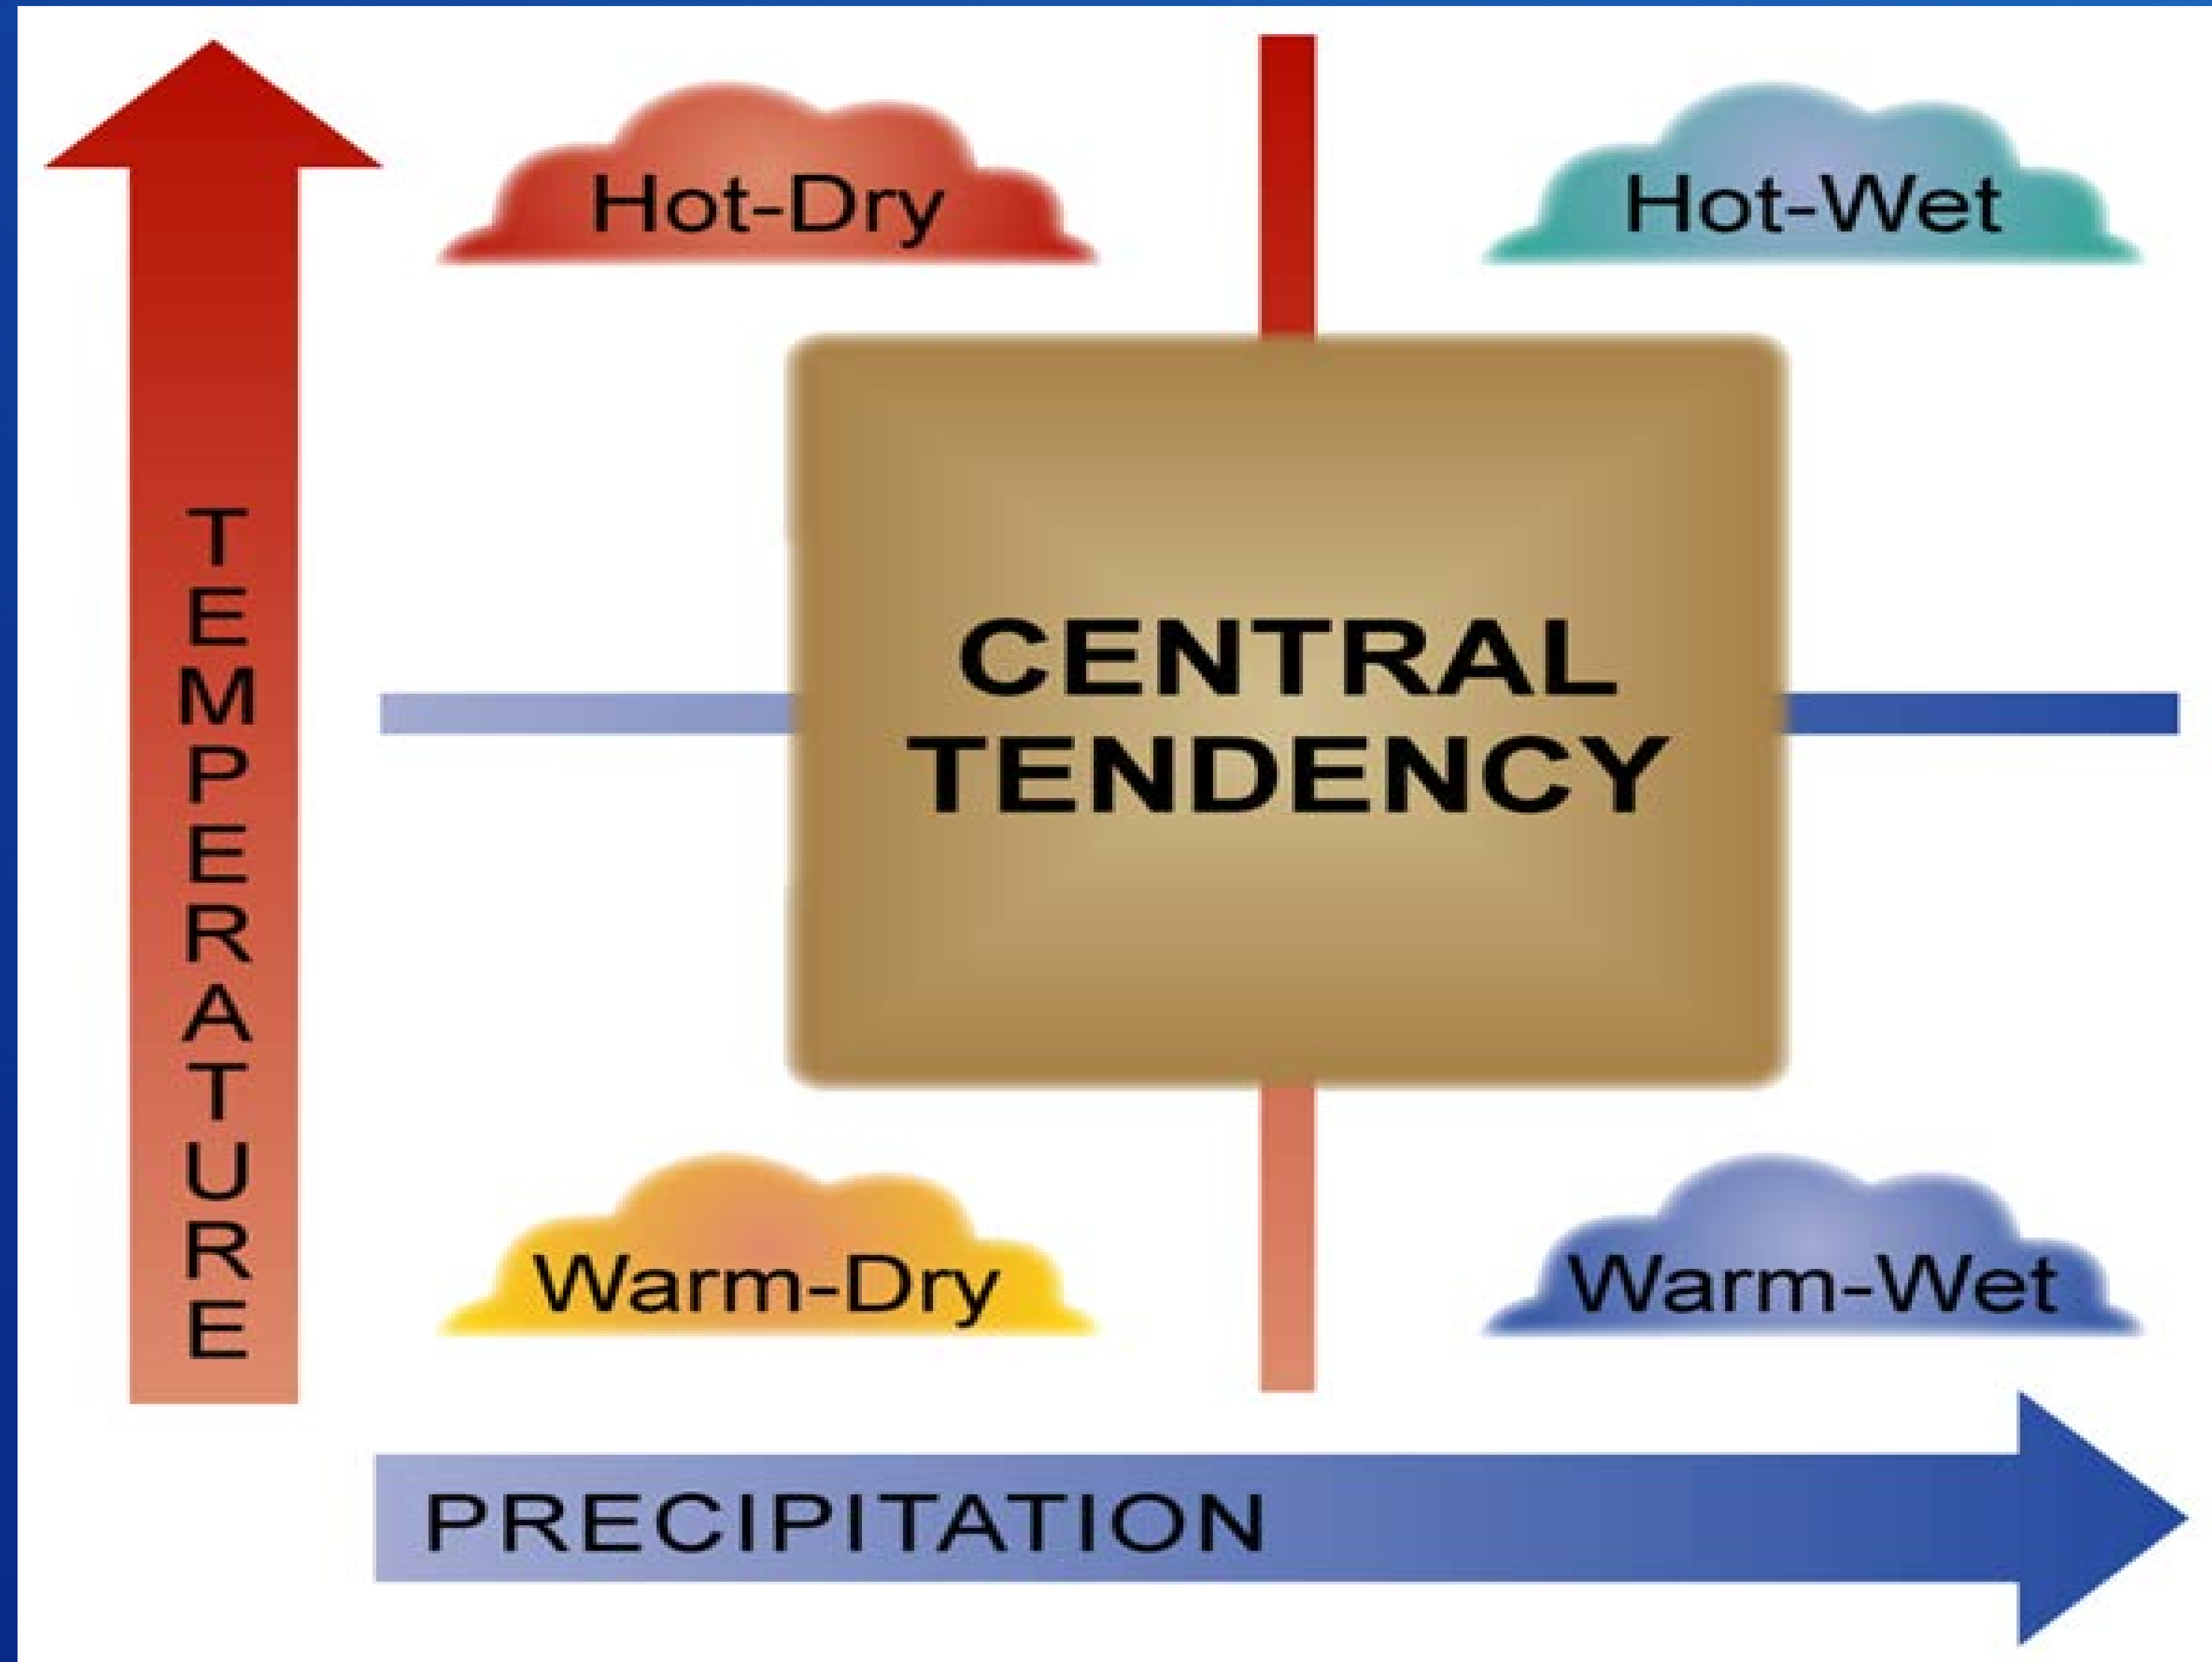 Hot-Dry
Hot-Wet
TEMPERATURE
CENTRAL
TENDENCY
Warm-Dry
Warm-Wet
PRECIPITATION